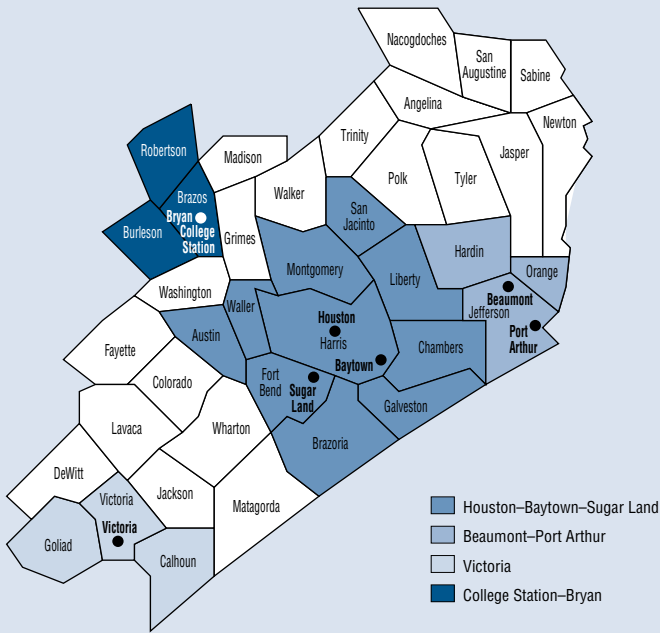 Nacogdoches
San
Augustine
Sabine
Angelina
Newton
Trinity
Jasper
Robertson
Madison
Polk
Tyler
Walker
Brazos
San
Jacinto
Bryan
College
Station
Burleson
Grimes
Hardin
Montgomery
Liberty
Orange
Washington
Beaumont
Waller
Jefferson
Houston
Port
Arthur
Austin
Harris
Fayette
Chambers
Baytown
Colorado
Fort
Bend
Sugar
Land
Galveston
Lavaca
Wharton
Brazoria
DeWitt
Victoria
Jackson
Matagorda
Houston–Baytown–Sugar Land
Victoria
Beaumont–Port Arthur
Goliad
Calhoun
Victoria
College Station–Bryan